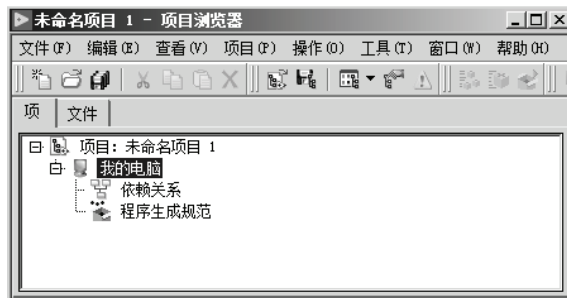 未命名项目 1 - 项目浏览器
文件(F) 编辑(E) 查看(V) 项目(P) 操作(O) 工具(T) 窗口(W) 帮助(H)
项 文件
项目: 未命名项目 1
我的电脑
依赖关系
程序生成规范